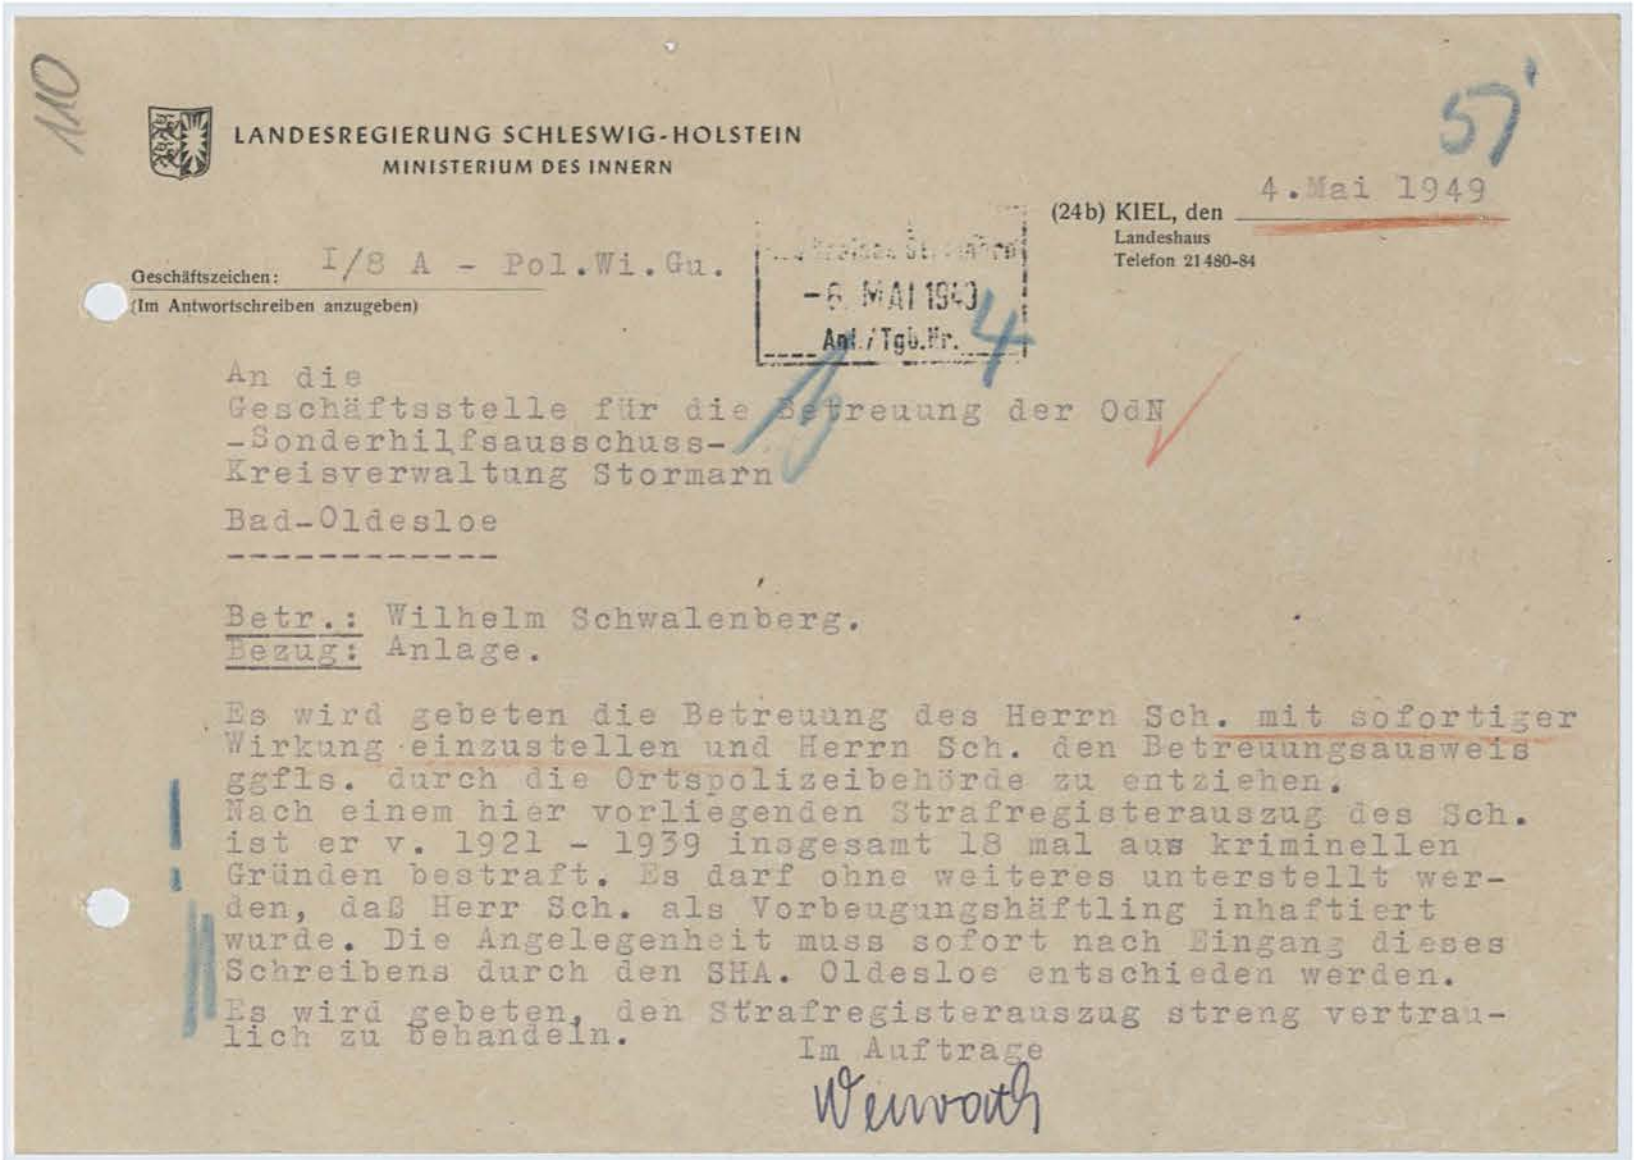 110
57
LANDESREGIERUNG SCHLESWIG-HOLSTEIN
MINISTERIUM DES INNERN
(24b) KIEL, den 4.Mai 1949
Landeshaus
Telefon 21480-84
Geschäftszeichen: I/8 A - Pol.Wi.Gu.
(Im Antwortschreiben anzugeben)
-6. MAI 1949
Anl./Tgb.Nr.
4
An die
Geschäftsstelle für die Betreuung der OdN
-Sonderhilfsausschuss-
Kreisverwaltung Stormarn
Bad-Oldesloe
Betr.: Wilhelm Schwalenberg.
Bezug: Anlage.
Es wird gebeten die Betreuung des Herrn Sch. mit sofortiger
Wirkung einzustellen und Herrn Sch. den Betreuungsausweis
ggfls. durch die Ortspolizeibehörde zu entziehen.
Nach einem hier vorliegenden Strafregisterauszug des Sch.
ist er v. 1921 - 1939 insgesamt 18 mal aus kriminellen
Gründen bestraft. Es darf ohne weiteres unterstellt wer-
den, daß Herr Sch. als Vorbeugungshäftling inhaftiert
wurde. Die Angelegenheit muss sofort nach Eingang dieses
Schreibens durch den SHA. Oldesloe entschieden werden.
Es wird gebeten, den Strafregisterauszug streng vertrau-
lich zu behandeln.
Im Auftrage